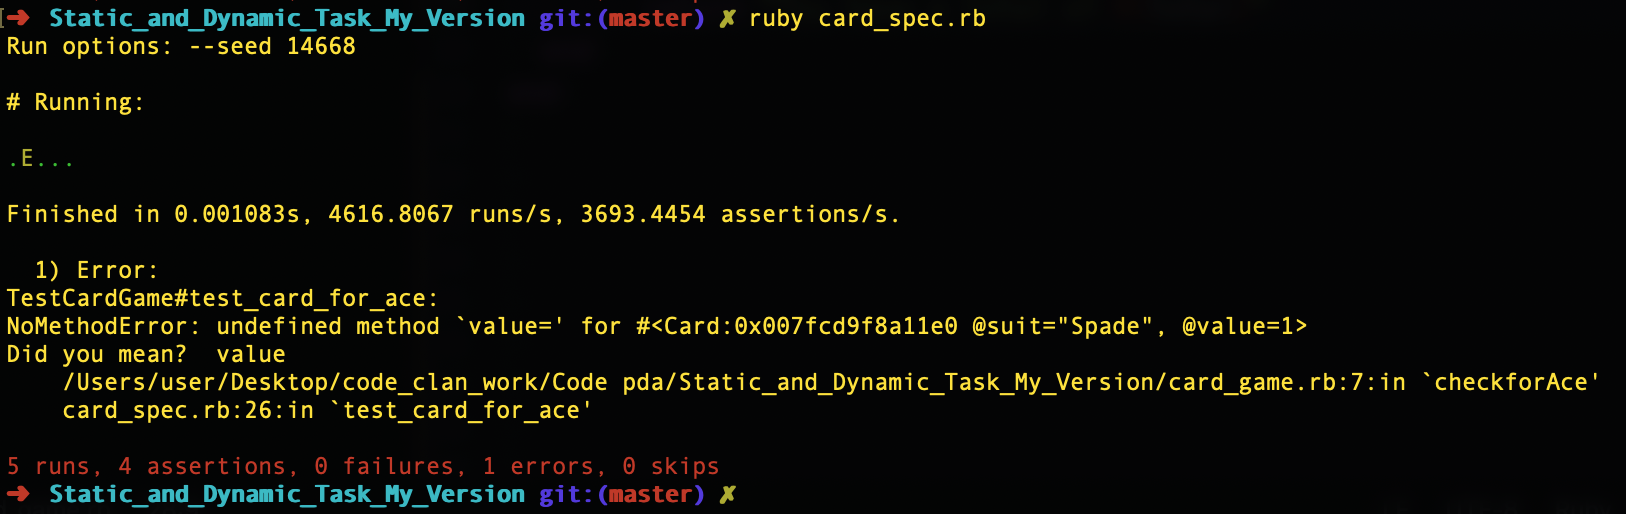 ➜ Static_and_Dynamic_Task_My_Version git:(master) ✗ ruby card_spec.rb
Run options: --seed 14668
# Running:
.E...
Finished in 0.001083s, 4616.8067 runs/s, 3693.4454 assertions/s.
1) Error:
TestCardGame#test_card_for_ace:
NoMethodError: undefined method `value=' for #<Card:0x007fcd9f8a11e0 @suit="Spade", @value=1>
Did you mean?  value
/Users/user/Desktop/code_clan_work/Code pda/Static_and_Dynamic_Task_My_Version/card_game.rb:7:in `checkforAce'
card_spec.rb:26:in `test_card_for_ace'
5 runs, 4 assertions, 0 failures, 1 errors, 0 skips
➜ Static_and_Dynamic_Task_My_Version git:(master) ✗